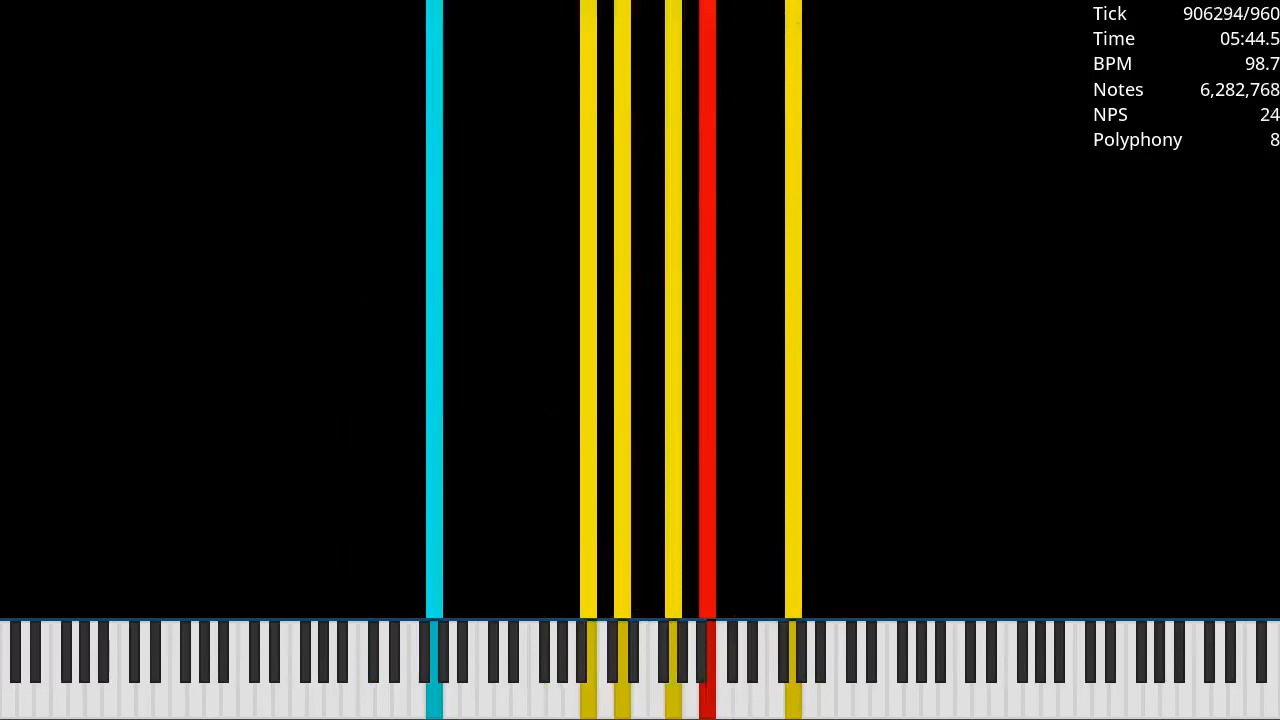 Tick 906294/960
Time 05:44.5
BPM 98.7
Notes 6,282,768
NPS 24
Polyphony 8